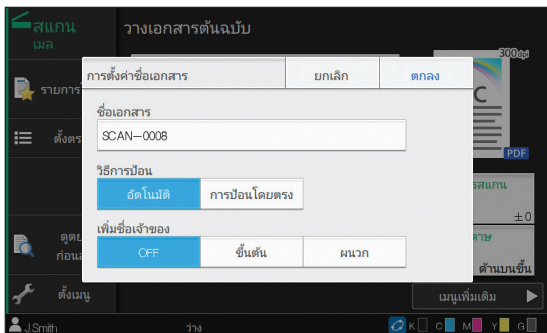 สแกน
เมล
วางเอกสารต้นฉบับ
300dpi
การตั้งค่าชื่อเอกสาร
ยกเลิก
ตกลง
รายการ
C
ชื่อเอกสาร
SCAN-0008
ตั้งตร
PDF
วิธีการป้อน
อัตโนมัติ
การป้อนโดยตรง
รสแกน
±0
เพิ่มชื่อเจ้าของ
OFF
ขึ้นต้น
ผนวก
ดูต
ก่อน
ดาษ
ด้านบนขึ้น
ตั้งเมนู
เมนูเพิ่มเติม
J.Smith
ว่าง
K C M Y G